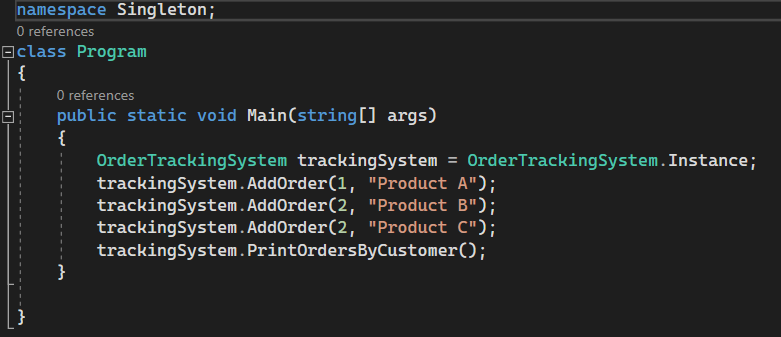 namespace Singleton;
0 references
class Program
{
0 references
public static void Main(string[] args)
{
OrderTrackingSystem trackingSystem = OrderTrackingSystem.Instance;
trackingSystem.AddOrder(1, "Product A");
trackingSystem.AddOrder(2, "Product B");
trackingSystem.AddOrder(2, "Product C");
trackingSystem.PrintOrdersByCustomer();
}
}